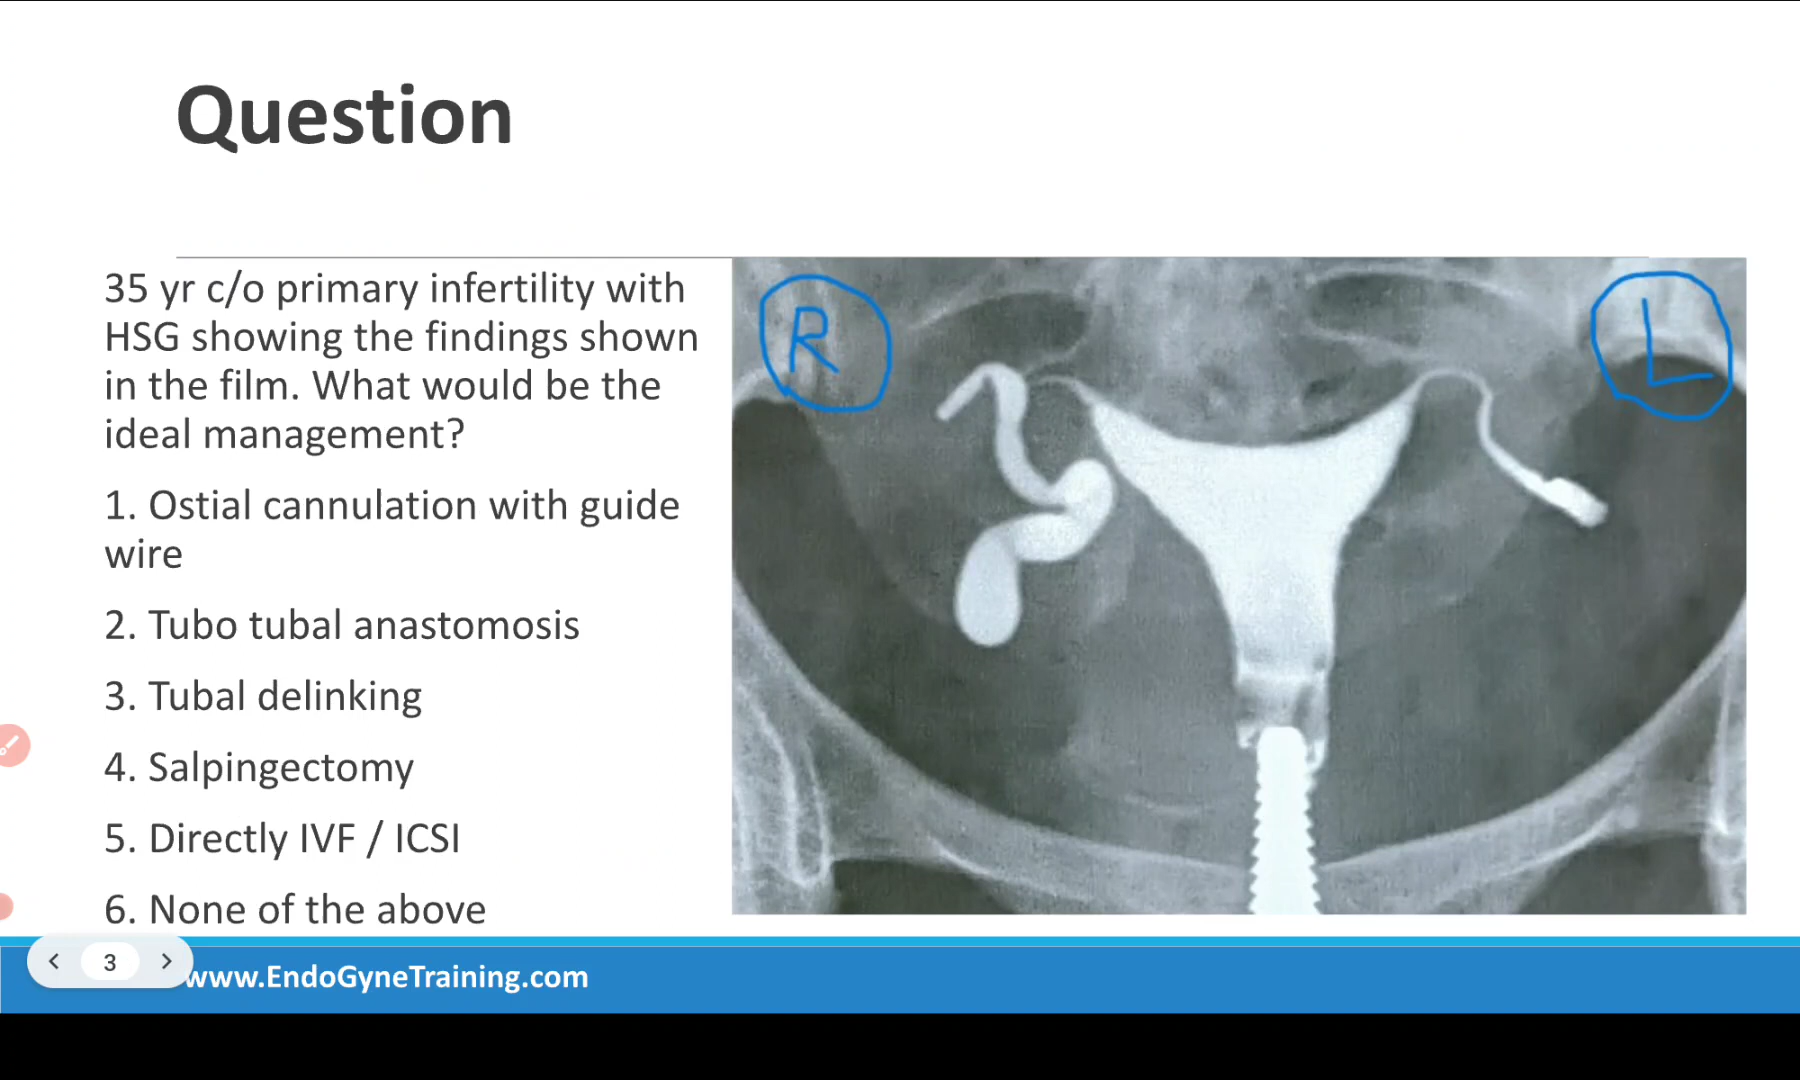 Question
35 yr c/o primary infertility with
HSG showing the findings shown
in the film. What would be the
ideal management?
1. Ostial cannulation with guide
wire
2. Tubo tubal anastomosis
3. Tubal delinking
4. Salpingectomy
5. Directly IVF / ICSI
6. None of the above
R
L
3
www.EndoGyneTraining.com